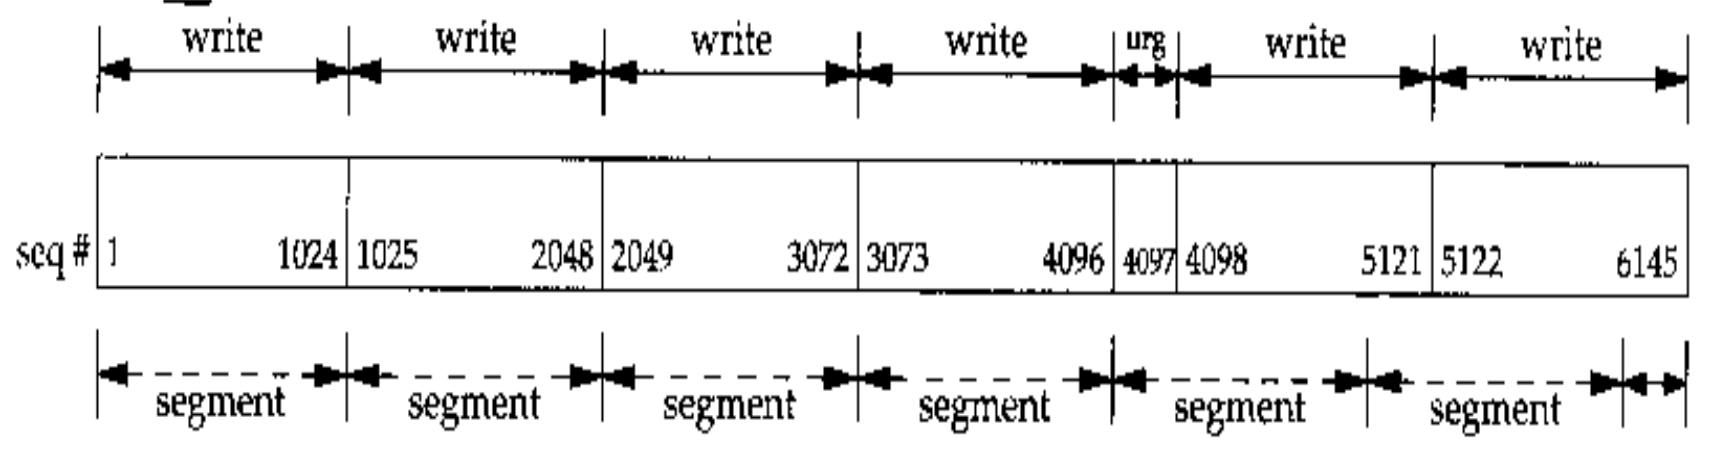 write write write write urg write write
seq # 1 1024 1025 2048 2049 3072 3073 4096 4097 4098 5121 5122 6145
segment segment segment segment segment segment